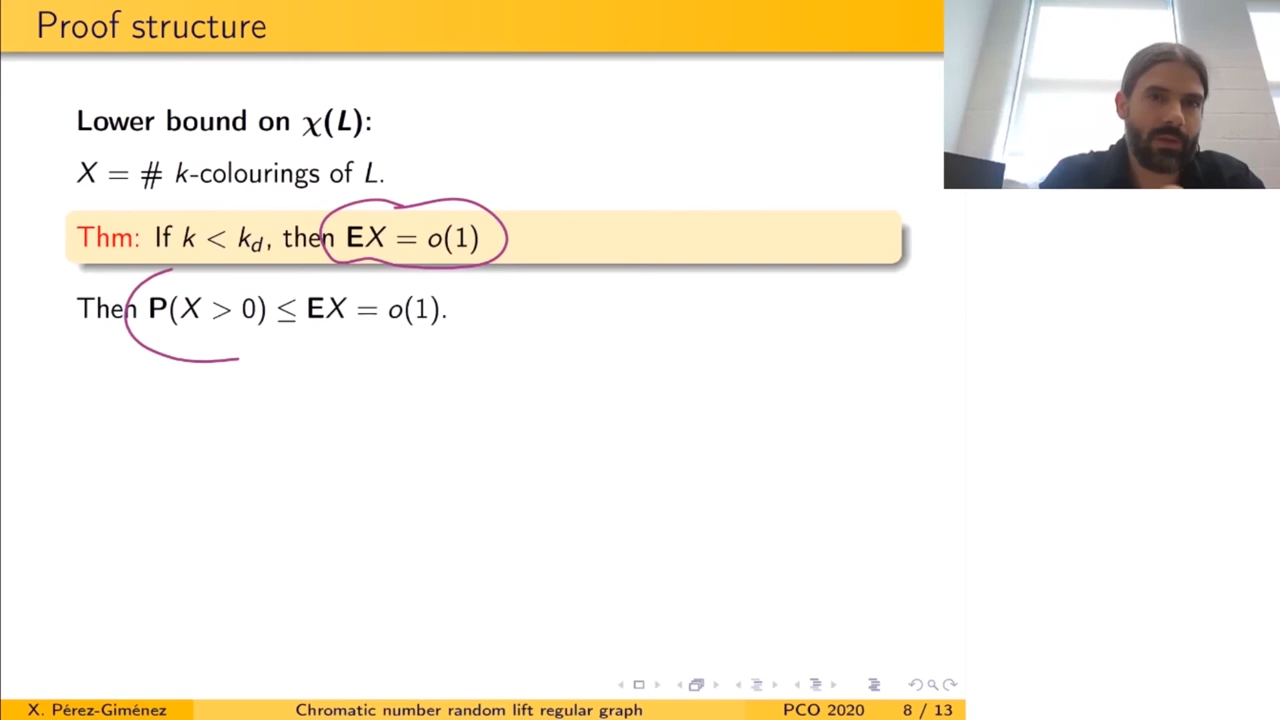 Proof structure
Lower bound on χ(L):
X = # k-colourings of L.
Thm: If k < k_d, then EX = o(1)
Then P(X > 0) ≤ EX = o(1).
X. Pérez-Giménez
Chromatic number random lift regular graph
PCO 2020
8 / 13